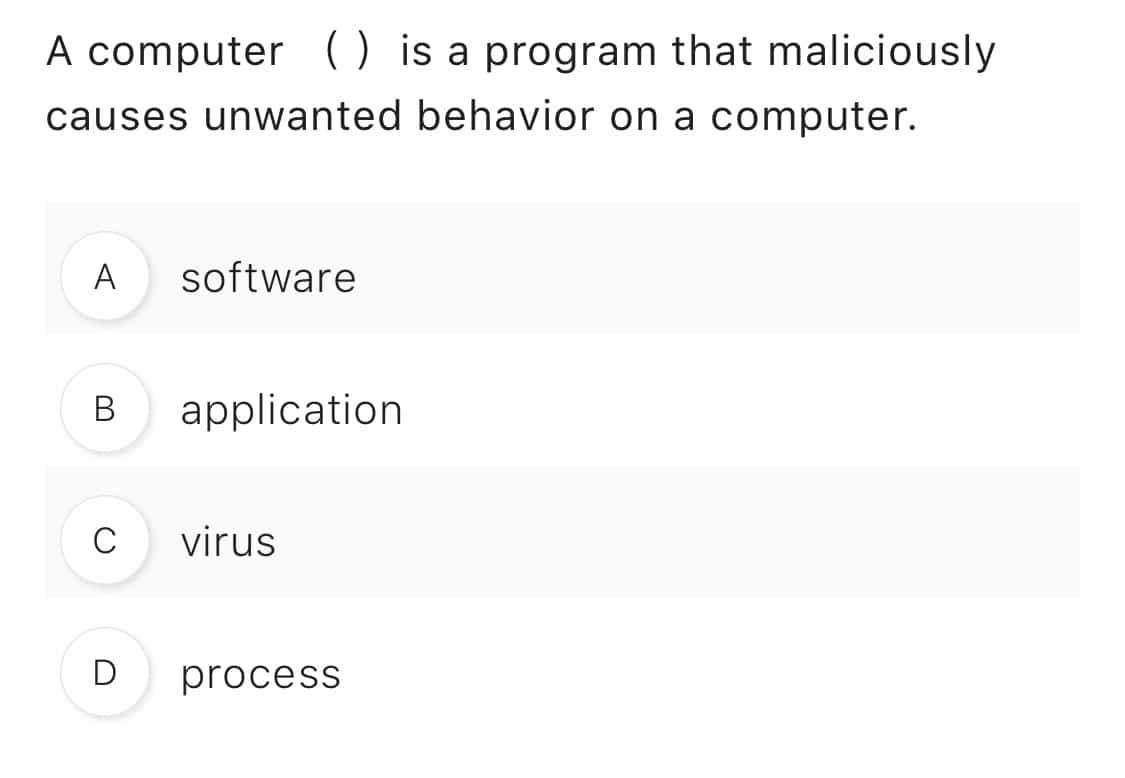 A computer ( ) is a program that maliciously
causes unwanted behavior on a computer.
A software
B application
C virus
D process